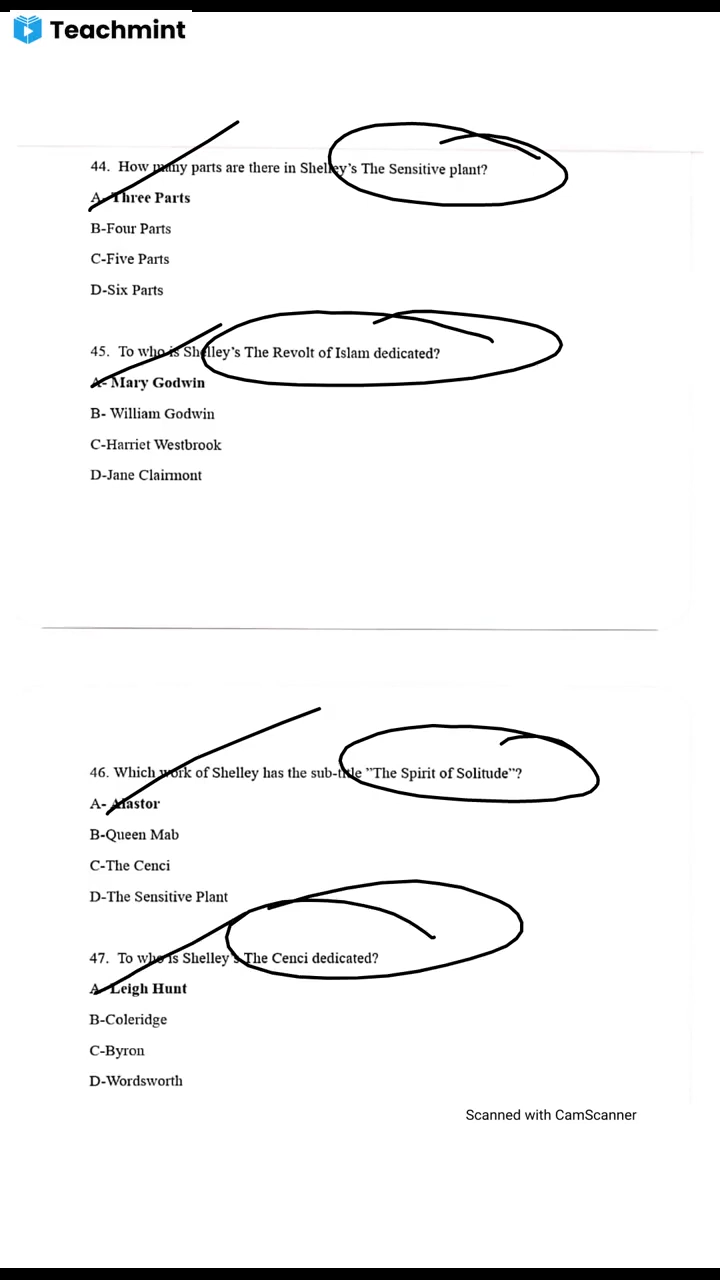 Teachmint
44. How many parts are there in Shelley's The Sensitive plant?
A- Three Parts
B-Four Parts
C-Five Parts
D-Six Parts
45. To who is Shelley's The Revolt of Islam dedicated?
A- Mary Godwin
B- William Godwin
C-Harriet Westbrook
D-Jane Clairmont
46. Which work of Shelley has the sub-title ”The Spirit of Solitude”?
A- Alastor
B-Queen Mab
C-The Cenci
D-The Sensitive Plant
47. To who is Shelley's The Cenci dedicated?
A- Leigh Hunt
B-Coleridge
C-Byron
D-Wordsworth
Scanned with CamScanner